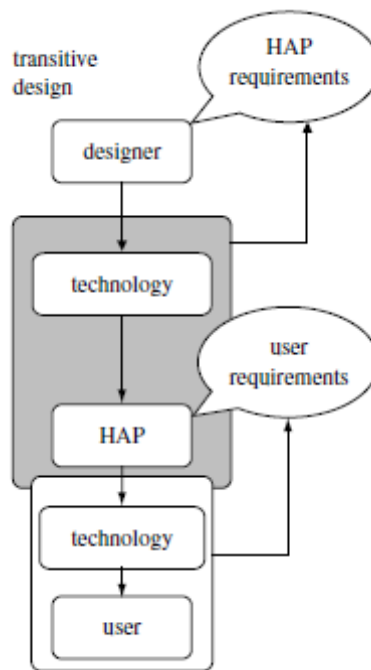 HAP
requirements
transitive
design
designer
technology
user
requirements
HAP
technology
user